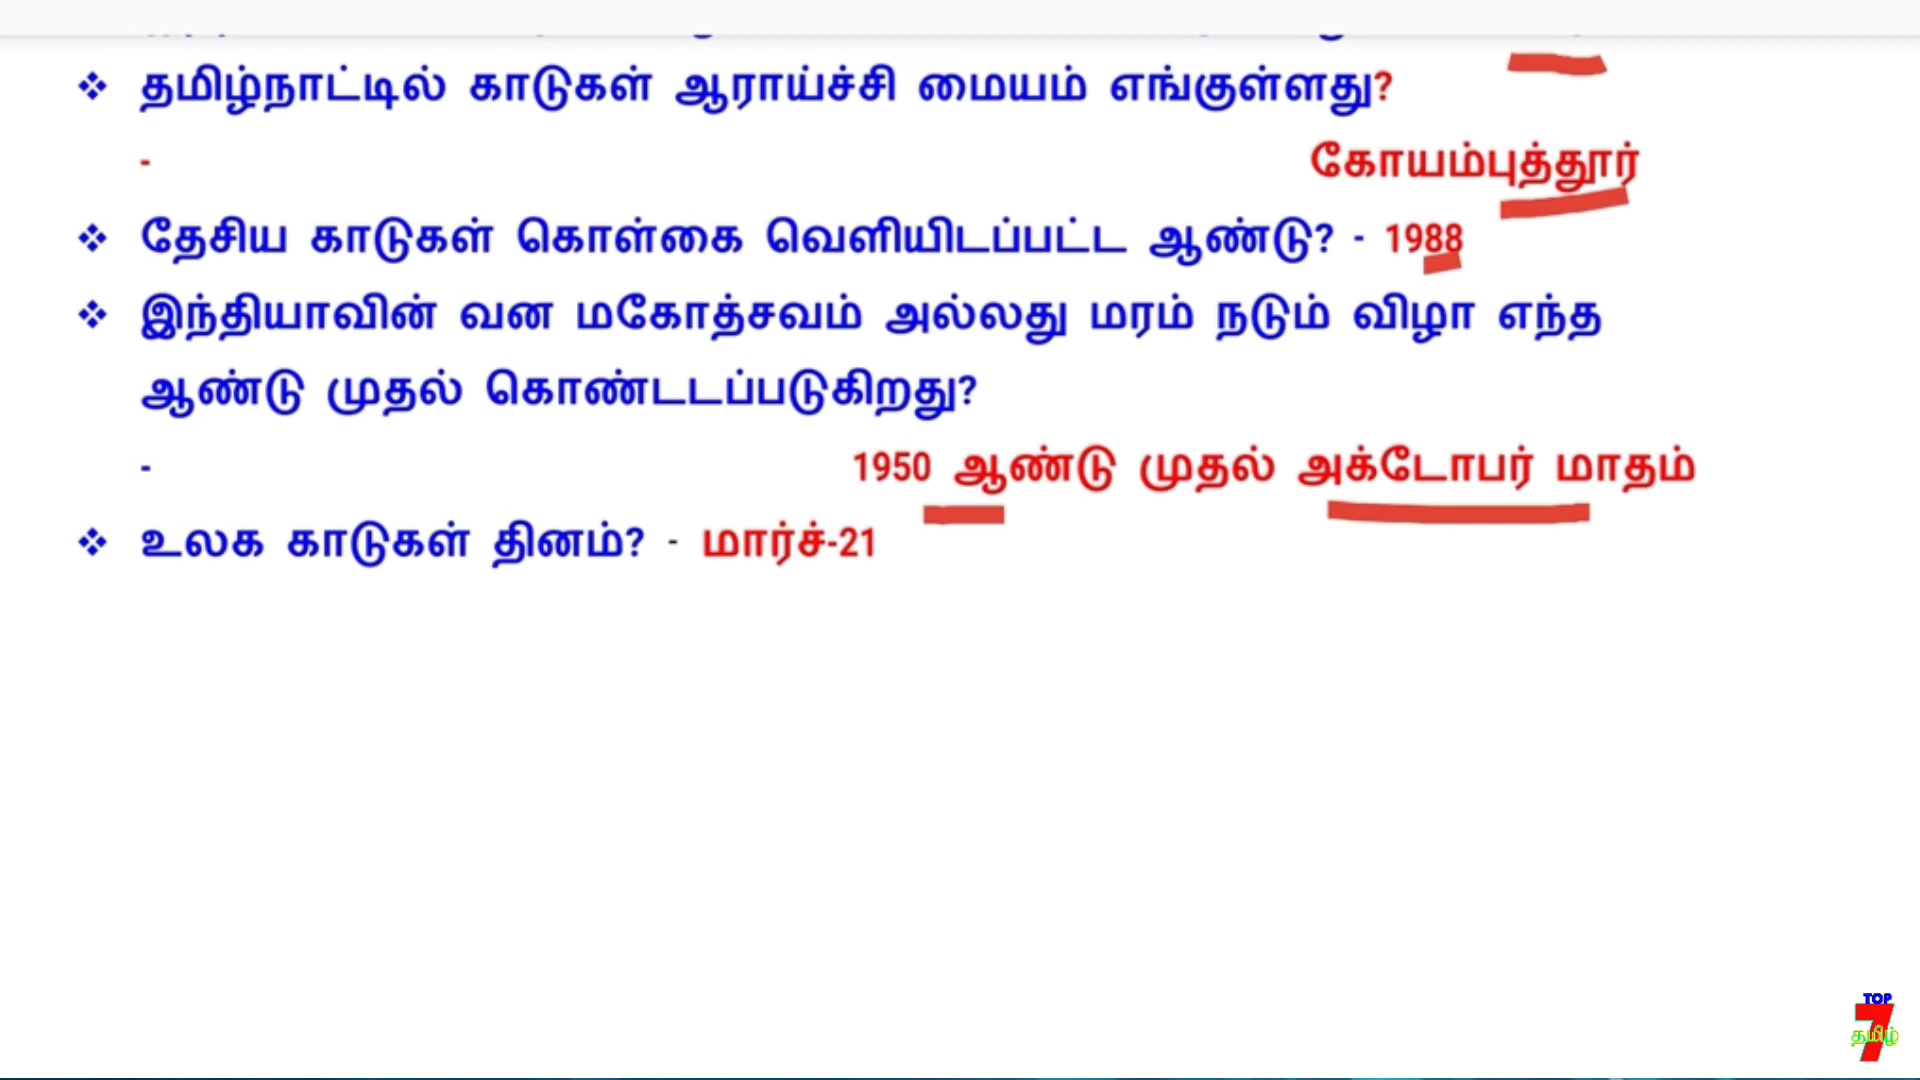 ❖ தமிழ்நாட்டில் காடுகள் ஆராய்ச்சி மையம் எங்குள்ளது?
- கோயம்புத்தூர்
❖ தேசிய காடுகள் கொள்கை வெளியிடப்பட்ட ஆண்டு? - 1988
❖ இந்தியாவின் வன மகோத்சவம் அல்லது மரம் நடும் விழா எந்த
ஆண்டு முதல் கொண்டடப்படுகிறது?
- 1950 ஆண்டு முதல் அக்டோபர் மாதம்
❖ உலக காடுகள் தினம்? - மார்ச்-21
TOP
7
தமிழ்